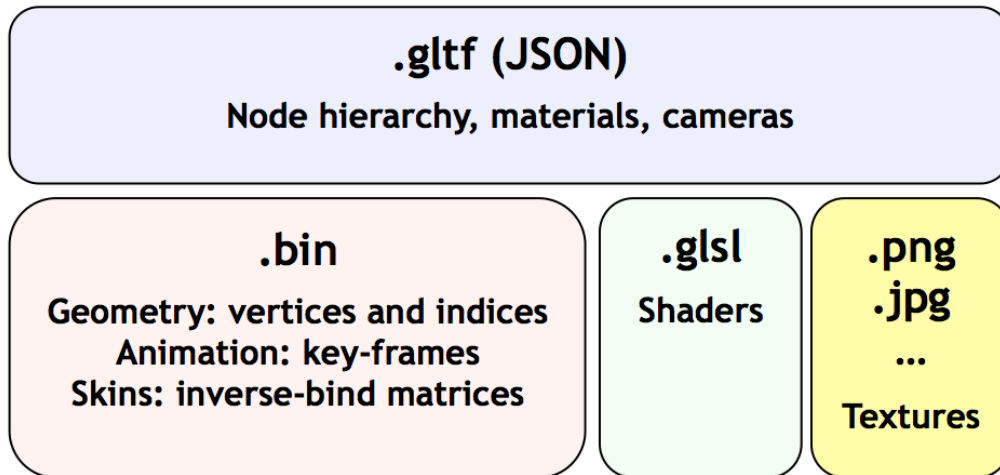 .gltf (JSON)
Node hierarchy, materials, cameras
.bin
Geometry: vertices and indices
Animation: key-frames
Skins: inverse-bind matrices
.glsl
Shaders
.png
.jpg
...
Textures